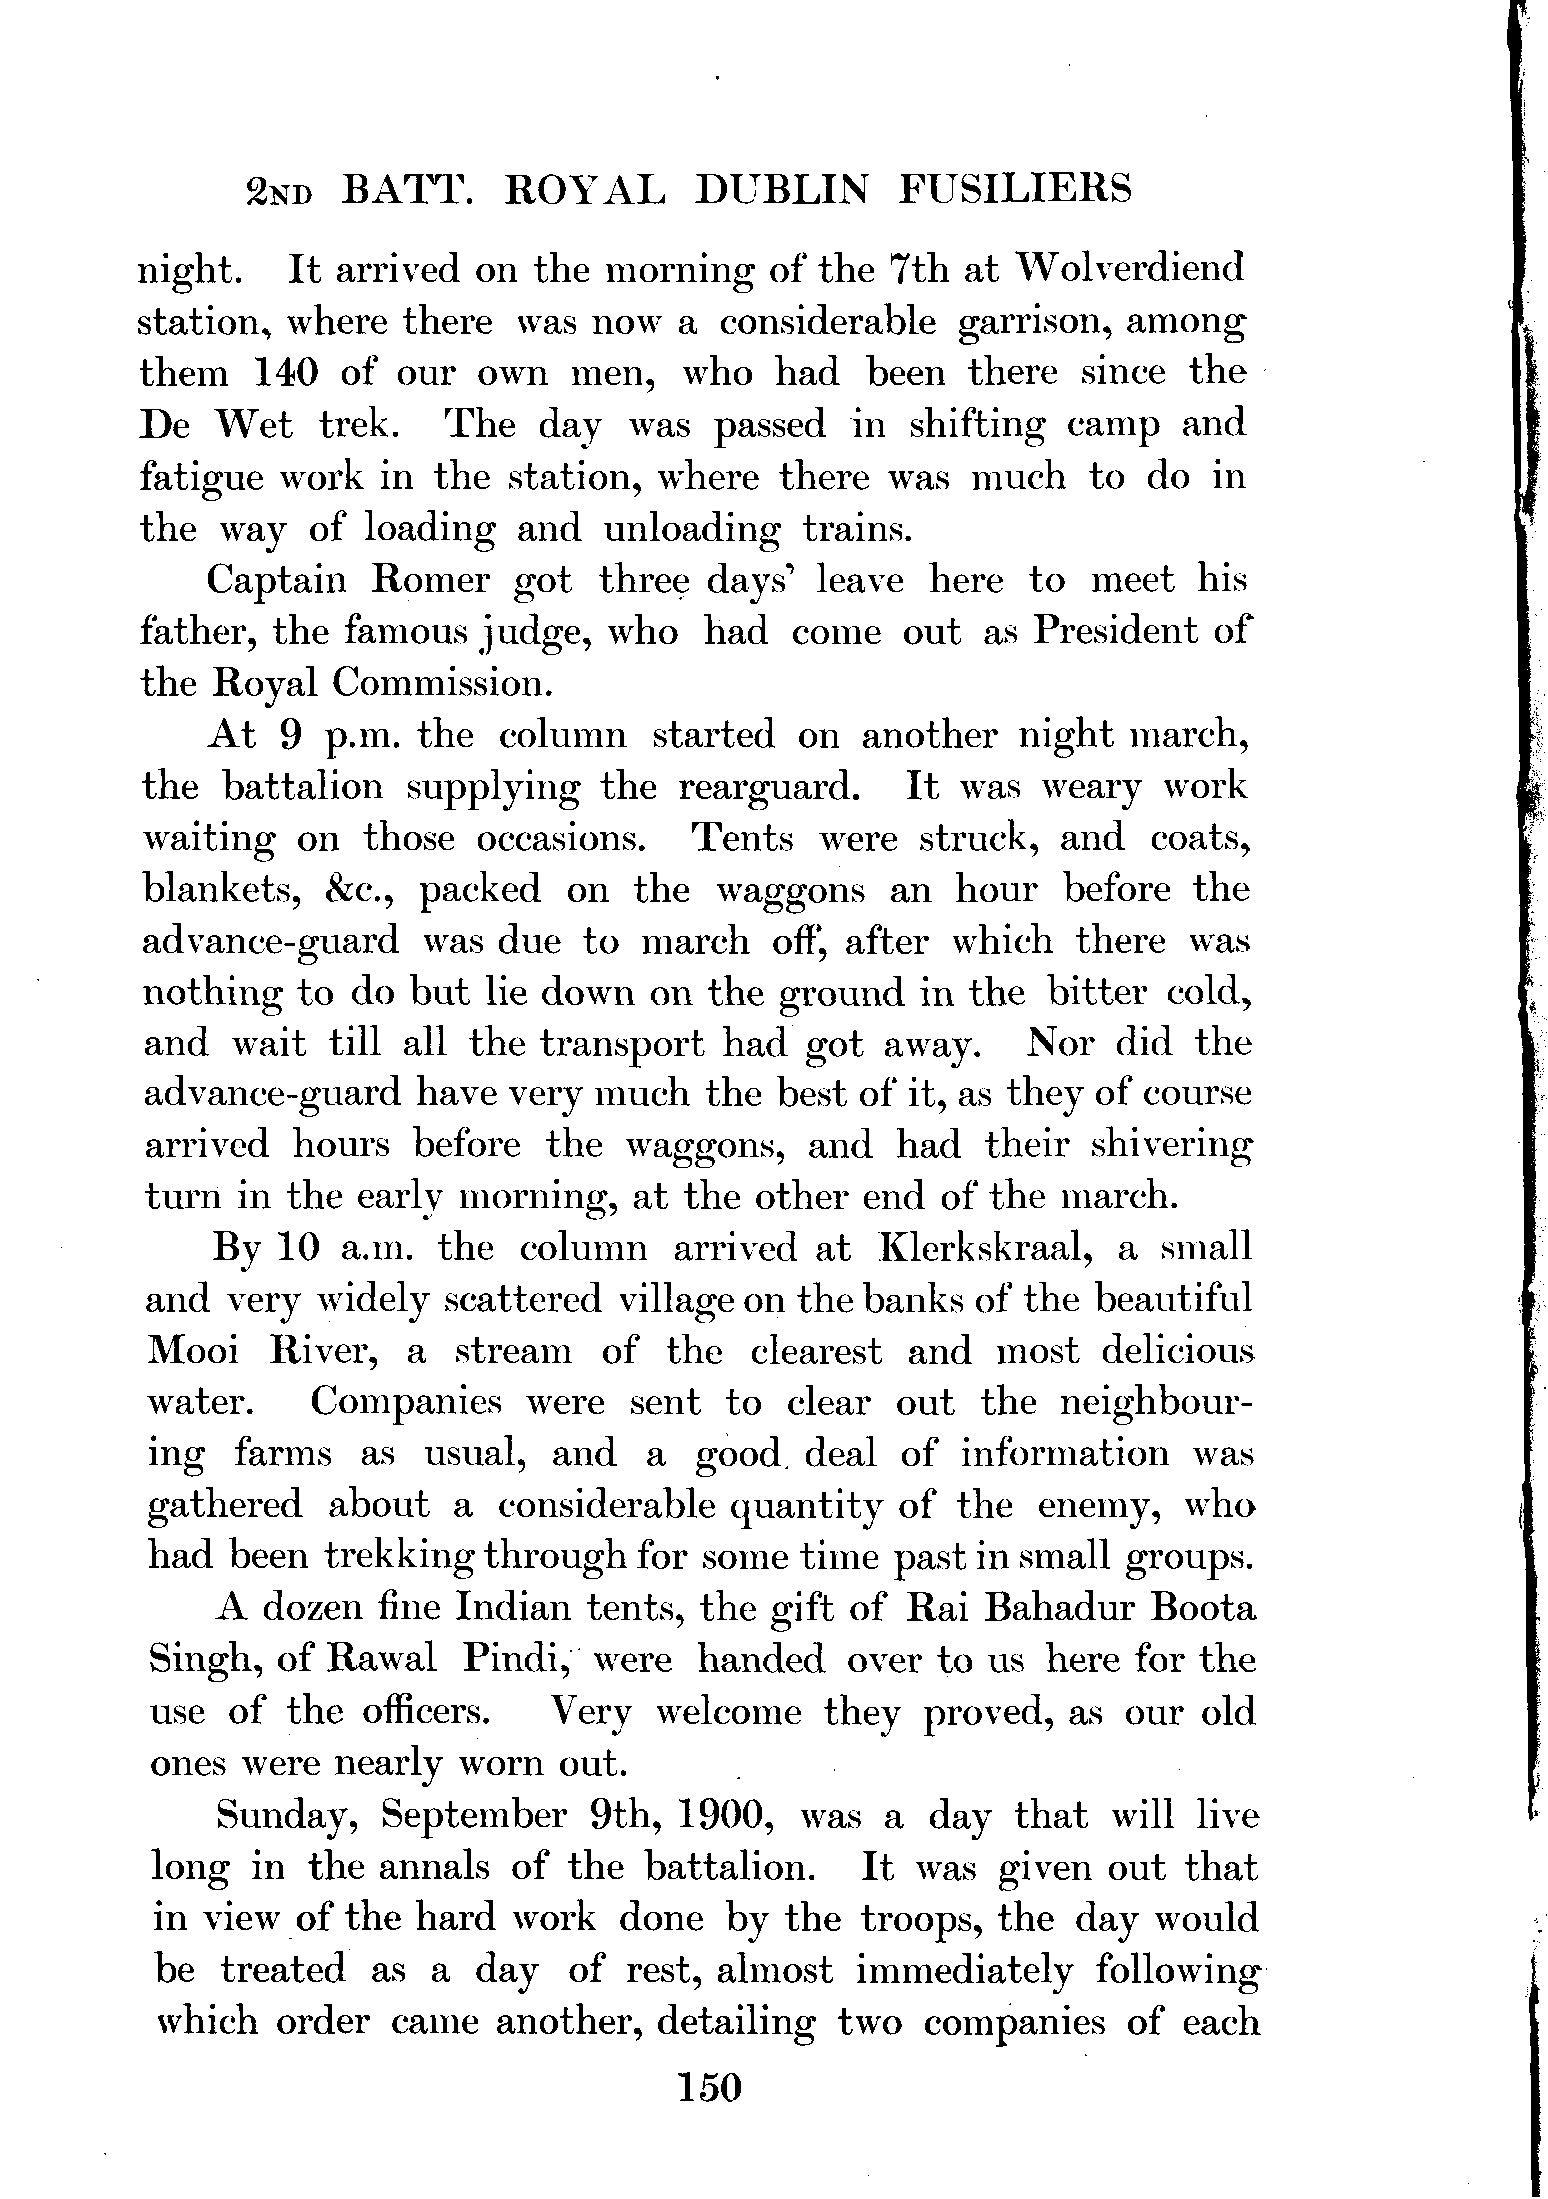 2ND BATT. ROYAL DUBLIN FUSILIERS
night. It arrived on the morning of the 7th at Wolverdiend
station, where there was now a considerable garrison, among
them 140 of our own men, who had been there since the
De Wet trek. The day was passed in shifting camp and
fatigue work in the station, where there was much to do in
the way of loading and unloading trains.
Captain Romer got three days' leave here to meet his
father, the famous judge, who had come out as President of
the Royal Commission.
At 9 p.m. the column started on another night march,
the battalion supplying the rearguard. It was weary work
waiting on those occasions. Tents were struck, and coats,
blankets, &c., packed on the waggons an hour before the
advance-guard was due to march off, after which there was
nothing to do but lie down on the ground in the bitter cold,
and wait till all the transport had got away. Nor did the
advance-guard have very much the best of it, as they of course
arrived hours before the waggons, and had their shivering
turn in the early morning, at the other end of the march.
By 10 a.m. the column arrived at Klerkskraal, a small
and very widely scattered village on the banks of the beautiful
Mooi River, a stream of the clearest and most delicious
water. Companies were sent to clear out the neighbour-
ing farms as usual, and a good deal of information was
gathered about a considerable quantity of the enemy, who
had been trekking through for some time past in small groups.
A dozen fine Indian tents, the gift of Rai Bahadur Boota
Singh, of Rawal Pindi, were handed over to us here for the
use of the officers. Very welcome they proved, as our old
ones were nearly worn out.
Sunday, September 9th, 1900, was a day that will live
long in the annals of the battalion. It was given out that
in view of the hard work done by the troops, the day would
be treated as a day of rest, almost immediately following
which order came another, detailing two companies of each
150